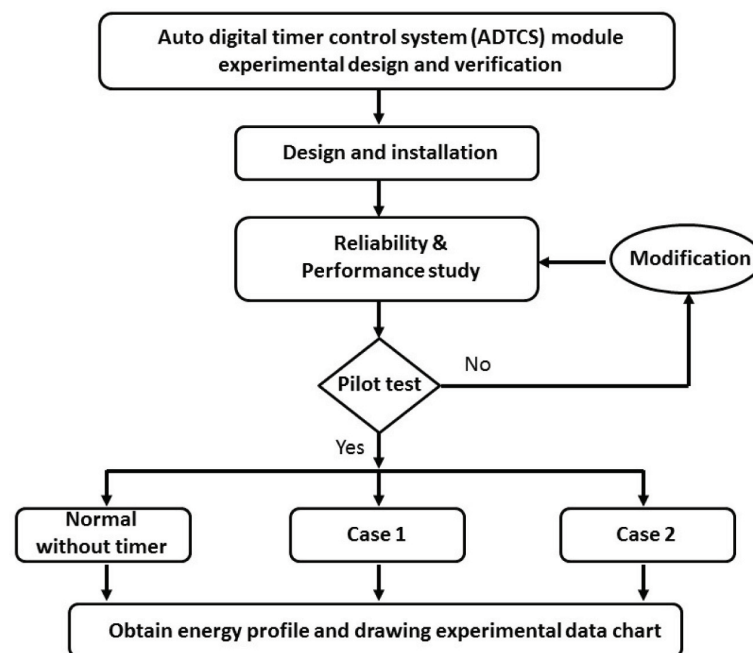 Auto digital timer control system (ADTCS) module
experimental design and verification
Design and installation
Reliability &
Performance study
Modification
Pilot test
No
Yes
Normal
without timer
Case 1
Case 2
Obtain energy profile and drawing experimental data chart